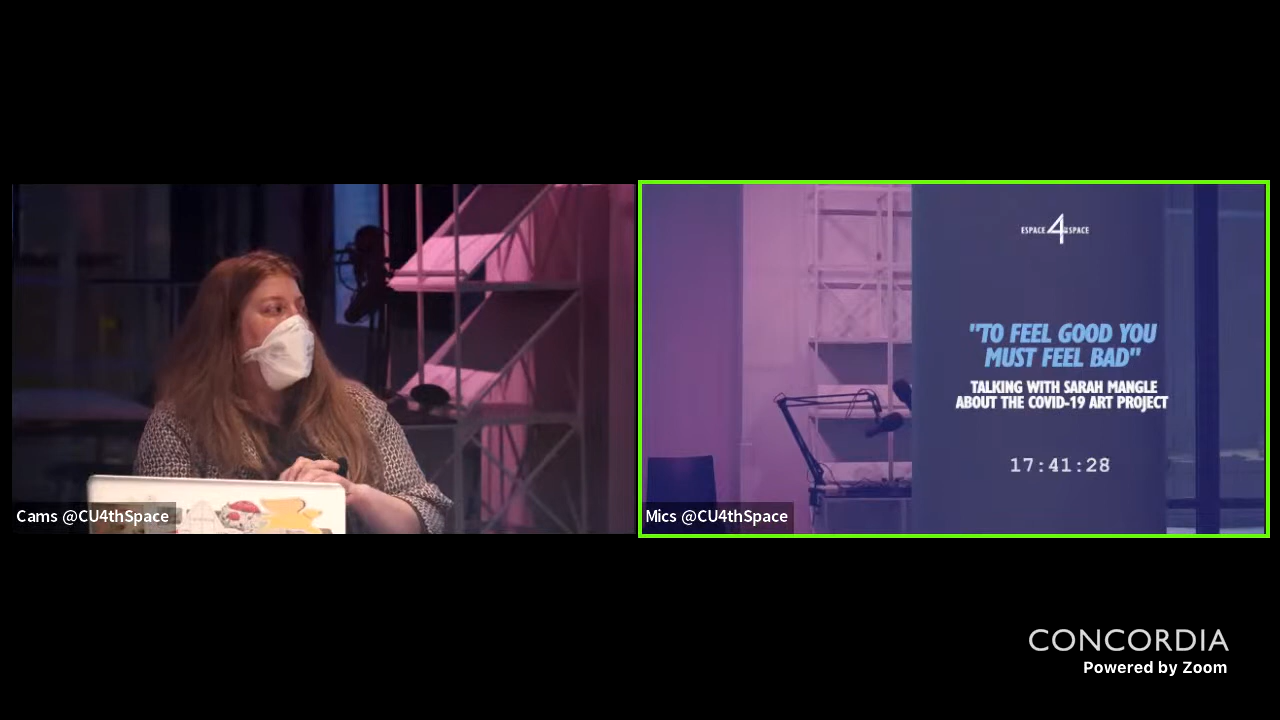 ESPACE 4 SPACE
"TO FEEL GOOD YOU
MUST FEEL BAD"
TALKING WITH SARAH MANGLE
ABOUT THE COVID-19 ART PROJECT
17:41:28
Cams @CU4thSpace
Mics @CU4thSpace
CONCORDIA
Powered by Zoom